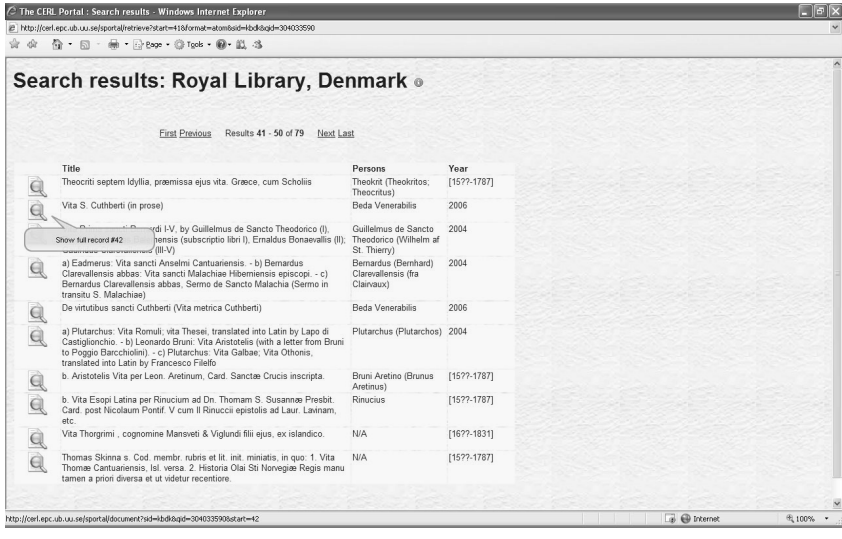 The CERL Portal : Search results - Windows Internet Explorer
http://cerl.epc.ub.uu.se/sportal/retrieve?start=41&format=atom&sid=kbdk&qid=304033590
Page Tools
Search results: Royal Library, Denmark
First Previous Results 41 - 50 of 79 Next Last
Title Persons Year
Theocriti septem Idyllia, præmissa ejus vita. Græce, cum Scholiis Theokrit (Theokritos; [15??-1787]
Theocritus)
Vita S. Cuthberti (in prose) Beda Venerabilis 2006
I-V, by Guillelmus de Sancto Theodorico (I), Guillelmus de Sancto 2004
Show full record #42
(subscriptio libri I), Ernaldus Bonaevallis (II); Theodorico (Wilhelm af
(III-V) St. Thierry)
a) Eadmerus: Vita sancti Anselmi Cantuariensis. - b) Bernardus Bernardus (Bernhard) 2004
Clarevallensis abbas: Vita sancti Malachiae Hiberniensis episcopi. - c) Clarevallensis (fra
Bernardus Clarevallensis abbas, Sermo de Sancto Malachia (Sermo in Clairvaux)
transitu S. Malachiae)
De virtutibus sancti Cuthberti (Vita metrica Cuthberti) Beda Venerabilis 2006
a) Plutarchus: Vita Romuli; vita Thesei, translated into Latin by Lapo di Plutarchus (Plutarchos) 2004
Castiglionchio. - b) Leonardo Bruni: Vita Aristotelis (with a letter from Bruni
to Poggio Barcchiolini). - c) Plutarchus: Vita Galbae; Vita Othonis,
translated into Latin by Francesco Filelfo
b. Aristotelis Vita per Leon. Aretinum, Card. Sanctæ Crucis inscripta. Bruni Aretino (Brunus [15??-1787]
Aretinus)
b. Vita Esopi Latina per Rinucium ad Dn. Thomam S. Susannæ Presbit. Rinucius [15??-1787]
Card. post Nicolaum Pontif. V cum II Rinuccii epistolis ad Laur. Lavinam,
etc.
Vita Thorgrimi , cognomine Mansveti & Viglundi filii ejus, ex islandico. N/A [16??-1831]
Thomas Skinna s. Cod. membr. rubris et lit. init. miniatis, in quo: 1. Vita N/A [15??-1787]
Thomæ Cantuariensis, Isl. versa. 2. Historia Olai Sti Norvegiæ Regis manu
tamen a priori diversa et ut videtur recentiore.
http://cerl.epc.ub.uu.se/sportal/document?sid=kbdk&qid=304033590&start=42 Internet 100%